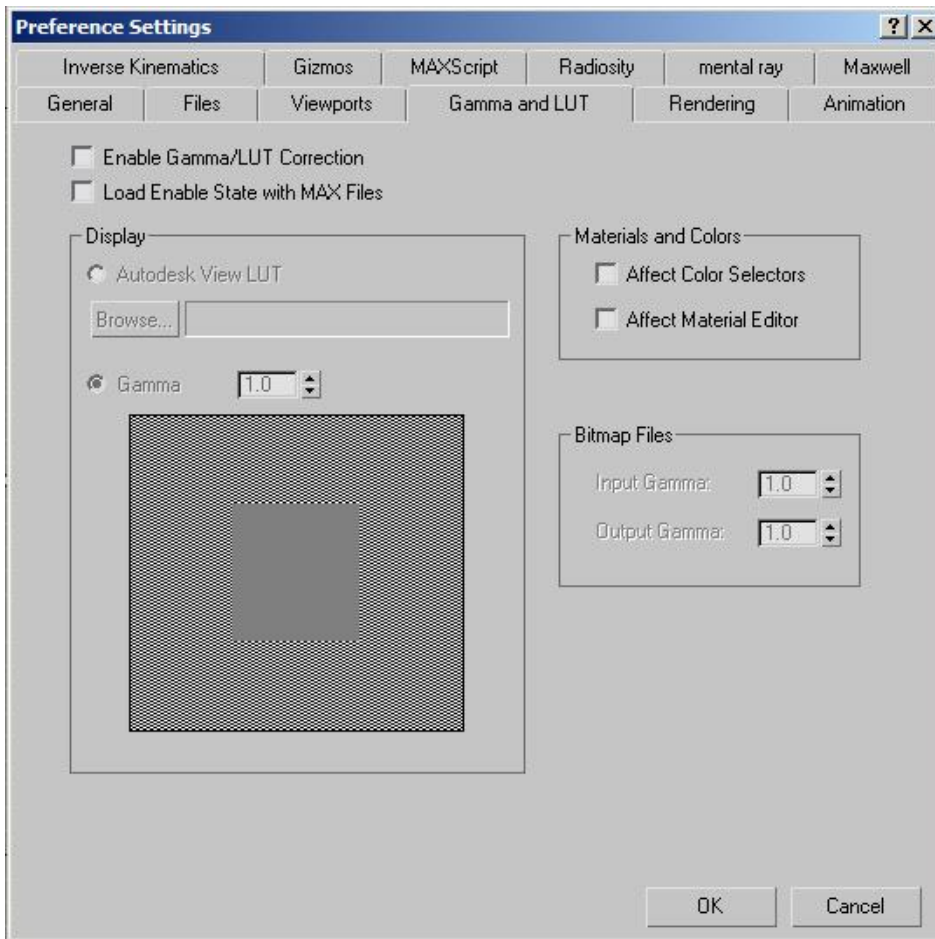 Preference Settings
Inverse Kinematics Gizmos MAXScript Radiosity mental ray Maxwell
General Files Viewports Gamma and LUT Rendering Animation
Enable Gamma/LUT Correction
Load Enable State with MAX Files
Display
Autodesk View LUT
Browse...
Gamma 1.0
Materials and Colors
Affect Color Selectors
Affect Material Editor
Bitmap Files
Input Gamma: 1.0
Output Gamma: 1.0
OK Cancel